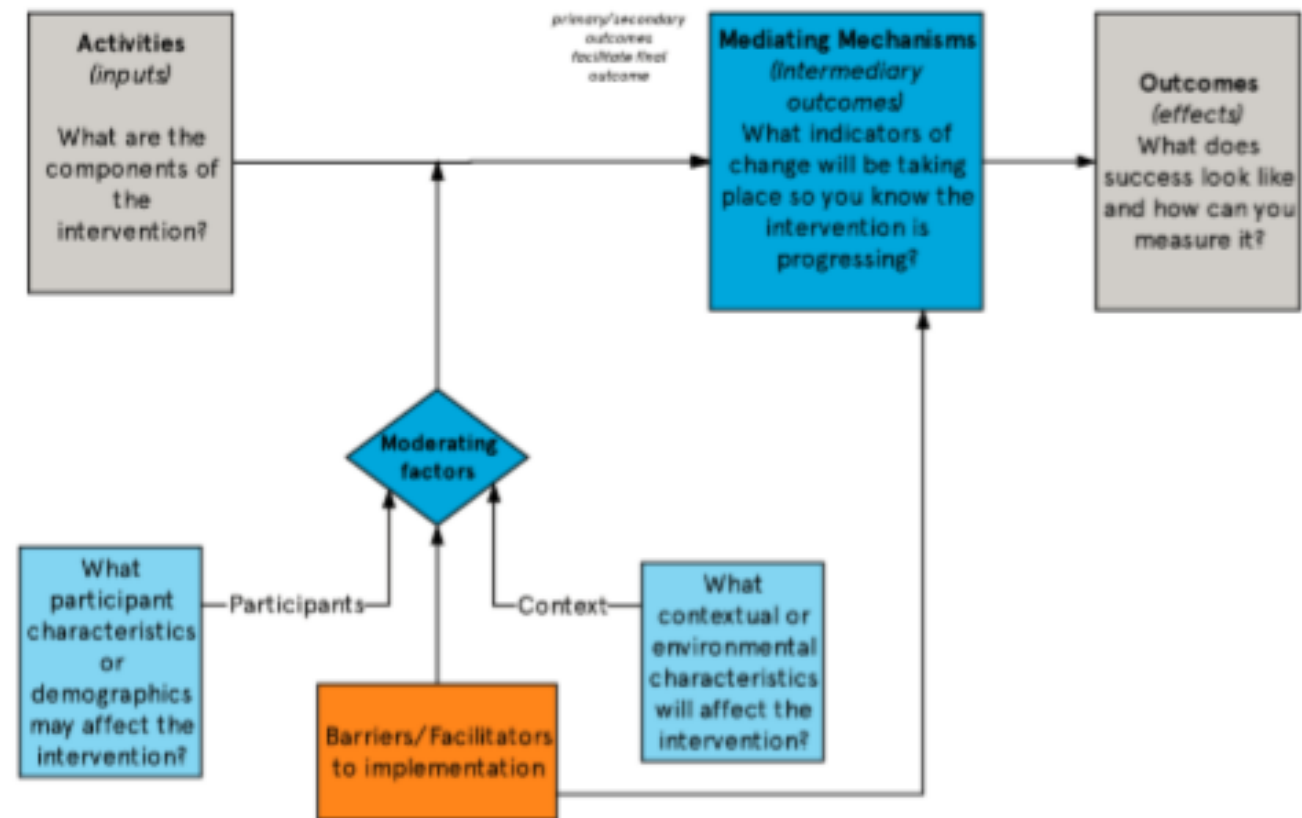 Activities
(inputs)
What are the
components of
the
intervention?
primary/secondary
outcomes
facilitate final
outcome
Mediating Mechanisms
(Intermediary
outcomes)
What indicators of
change will be taking
place so you know the
intervention is
progressing?
Outcomes
(effects)
What does
success look like
and how can you
measure it?
Moderating
factors
What
participant
characteristics
or
demographics
may affect the
intervention?
Participants
Context
What
contextual or
environmental
characteristics
will affect the
intervention?
Barriers/Facilitators
to implementation